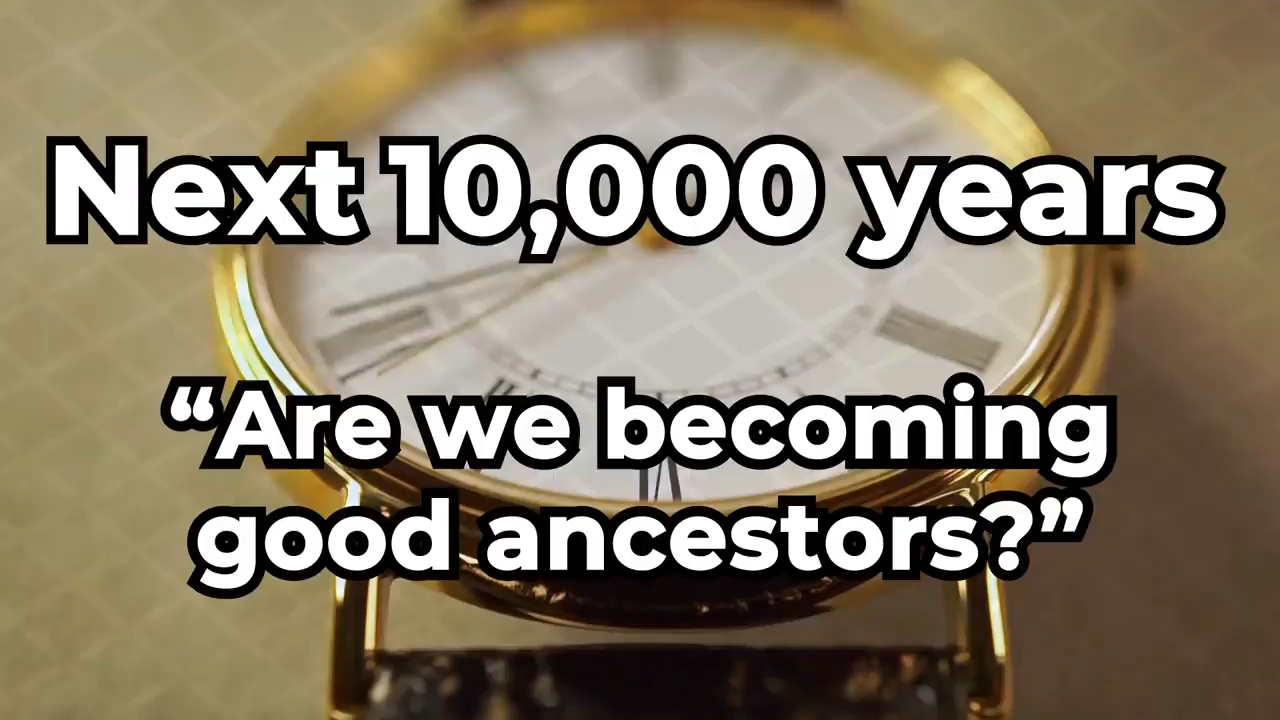 Next 10,000 years
“Are we becoming
good ancestors?”